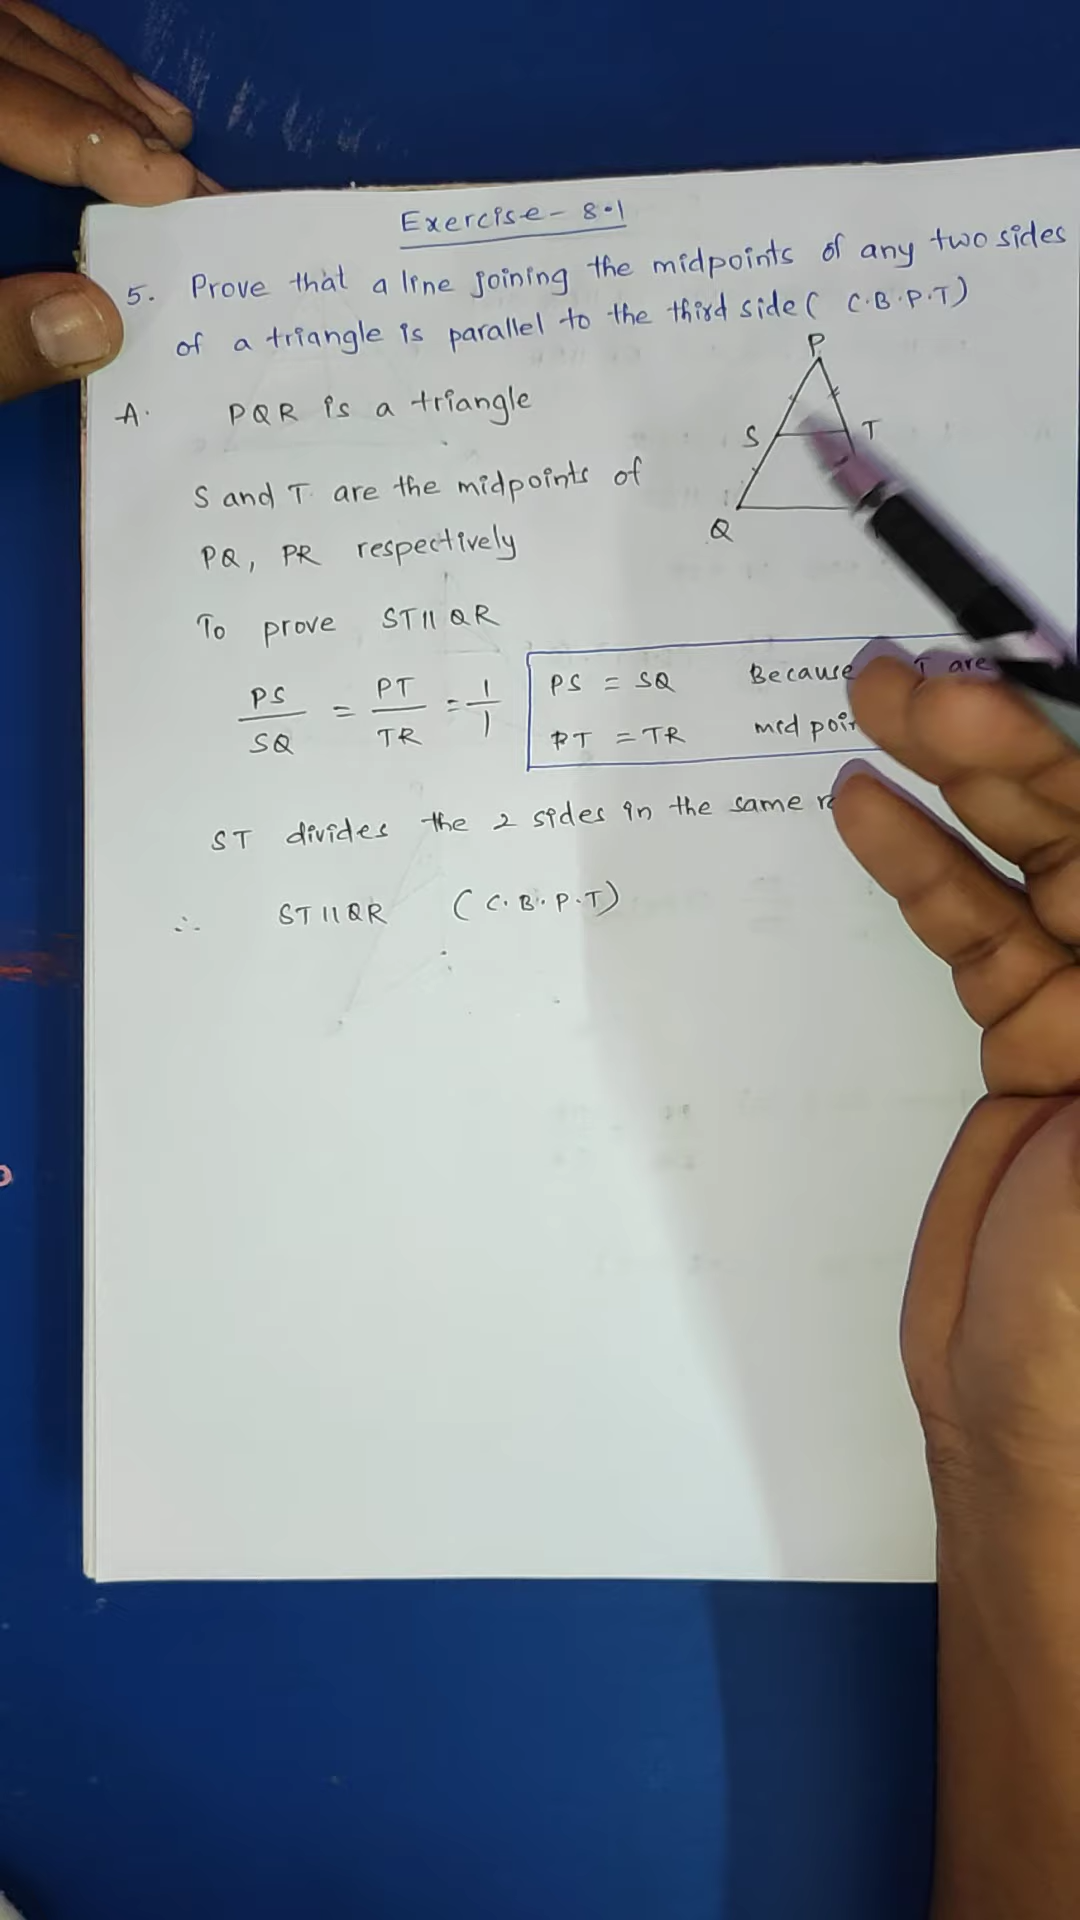 Exercise - 8.1
5. Prove that a line joining the midpoints of any two sides
of a triangle is parallel to the third side ( C.B.P.T)
P
A. PQR is a triangle
S T
S and T are the midpoints of
Q
PQ, PR respectively
To prove ST || QR
PS/SQ = PT/TR = 1/1
PS = SQ Because T are
PT = TR mid
ST divides the 2 sides in the same
∴ ST || QR ( C.B.P.T)